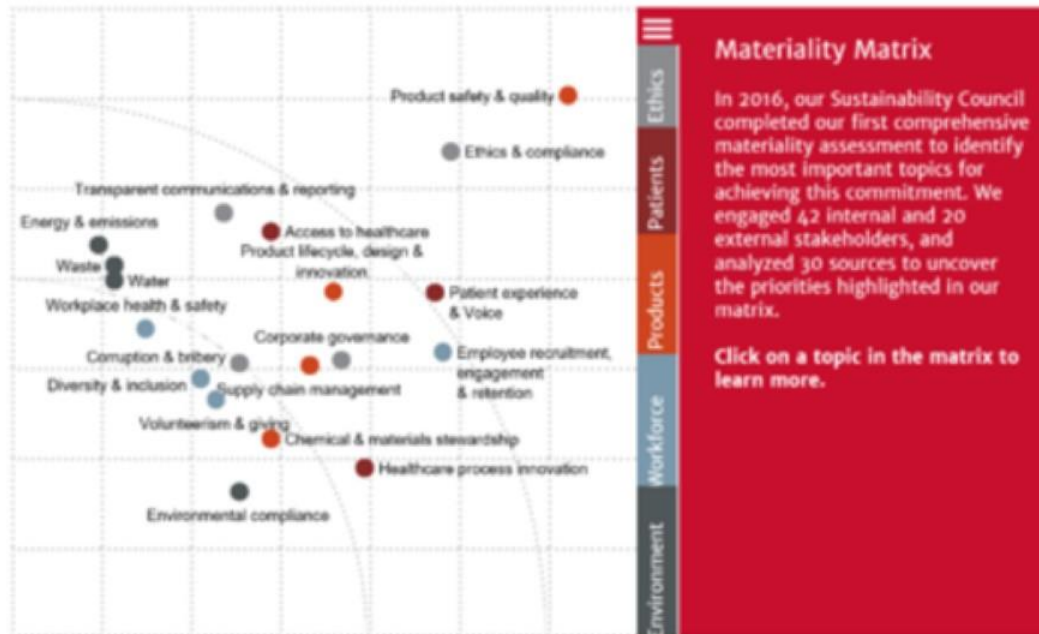 Product safety & quality
Ethics & compliance
Transparent communications & reporting
Energy & emissions
Access to healthcare
Product lifecycle, design &
innovation
Waste
Water
Patient experience
& Voice
Workplace health & safety
Corporate governance
Employee recruitment,
engagement
& retention
Corruption & bribery
Diversity & inclusion
Supply chain management
Volunteerism & giving
Chemical & materials stewardship
Healthcare process innovation
Environmental compliance
Ethics
Patients
Products
Workforce
Environment
Materiality Matrix
In 2016, our Sustainability Council
completed our first comprehensive
materiality assessment to identify
the most important topics for
achieving this commitment. We
engaged 42 internal and 20
external stakeholders, and
analyzed 30 sources to uncover
the priorities highlighted in our
matrix.
Click on a topic in the matrix to
learn more.